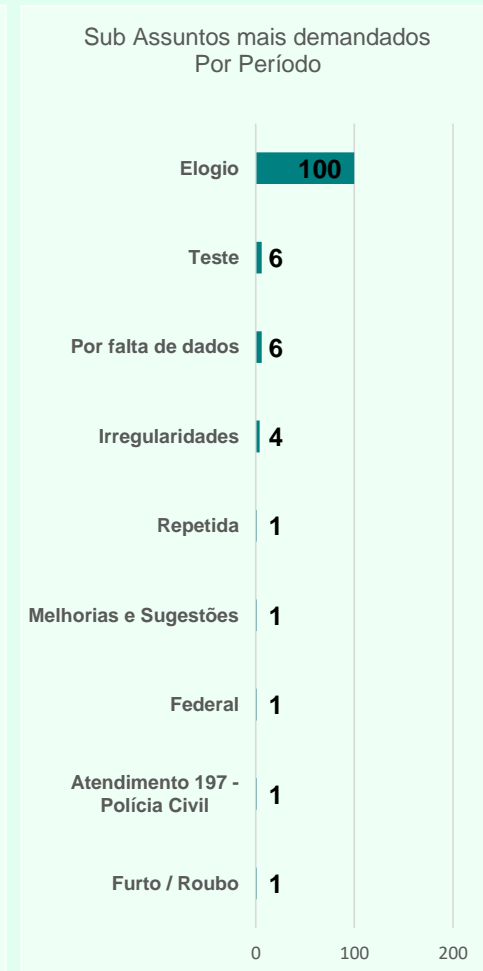 Sub Assuntos mais demandados
Por Período
Elogio 100
Teste 6
Por falta de dados 6
Irregularidades 4
Repetida 1
Melhorias e Sugestões 1
Federal 1
Atendimento 197 -
Polícia Civil 1
Furto / Roubo 1
0 100 200